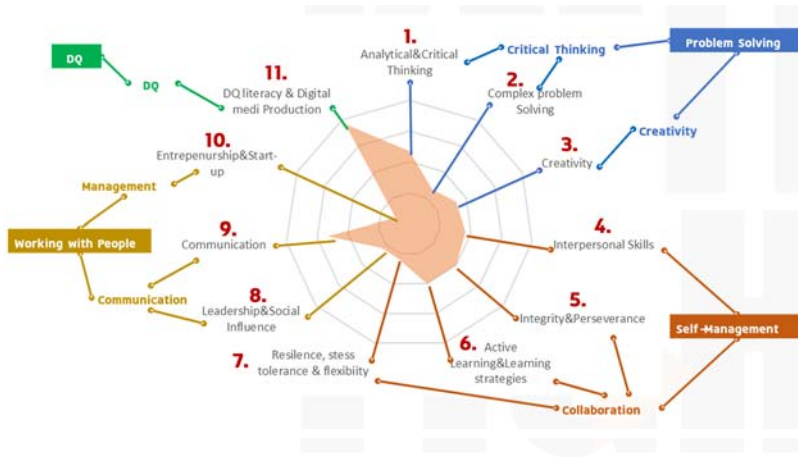 DQ
DQ
11.
DQ literacy & Digital
medi Production
10.
Entrepenurship&Start-
up
Management
Working with People
9.
Communication
Communication
8.
Leadership&Social
Influence
7.
Resilence, stess
tolerance & flexibiity
1.
Analytical&Critical
Thinking
Critical Thinking
Problem Solving
2.
Complex problem
Solving
3.
Creativity
Creativity
4.
Interpersonal Skills
5.
Integrity&Perseverance
Self-Management
6.
Active
Learning&Learning
strategies
Collaboration